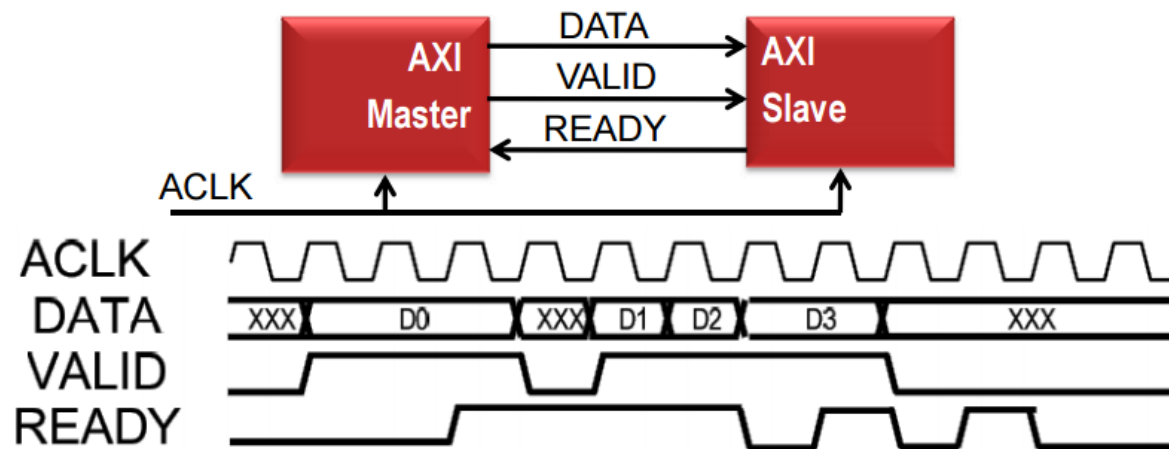 DATA
AXI
Master
VALID
AXI
Slave
READY
ACLK
ACLK
DATA XXX D0 XXX D1 D2 D3 XXX
VALID
READY